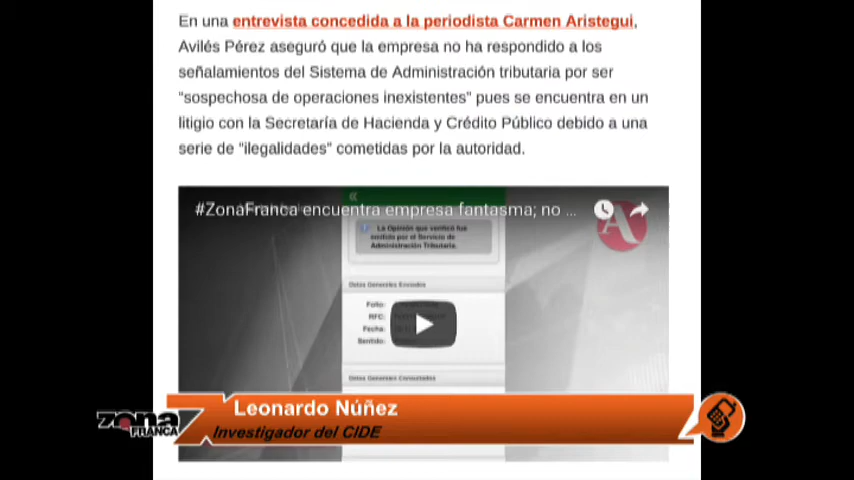 En una entrevista concedida a la periodista Carmen Aristegui,
Avilés Pérez aseguró que la empresa no ha respondido a los
señalamientos del Sistema de Administración tributaria por ser
“sospechosa de operaciones inexistentes” pues se encuentra en un
litigio con la Secretaría de Hacienda y Crédito Público debido a una
serie de “ilegalidades” cometidas por la autoridad.
#ZonaFranca encuentra empresa fantasma; no ...
La Opinión que verificó fue
emitida por el Servicio de
Administración Tributaria.
Datos Generales Enviados
Folio:
RFC:
Fecha:
Sentido:
Datos Generales Consultados
Leonardo Núñez
zona
FRANCA
Investigador del CIDE